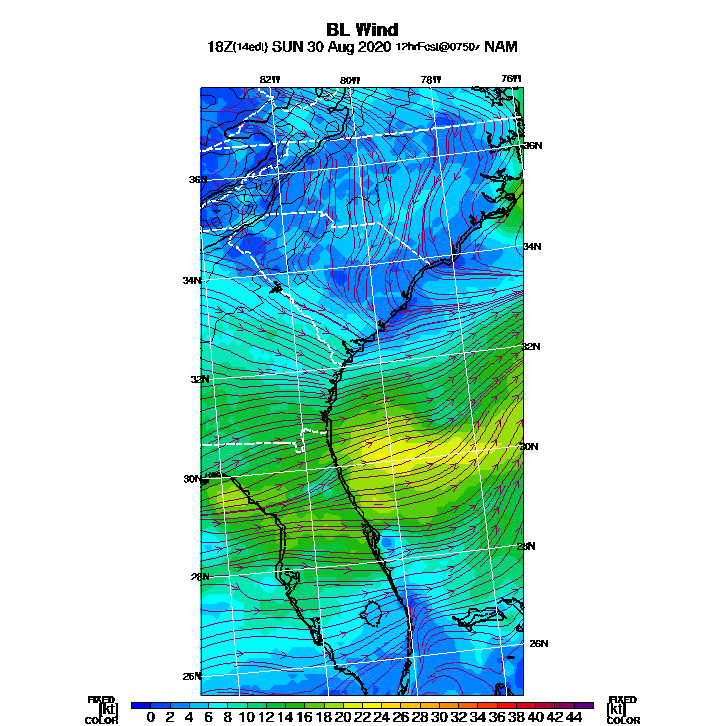 BL Wind
18Z(14edt) SUN 30 Aug 2020 12hrFcst@0750z NAM
82W 80W 78W 76W
36N
36N
34N
34N
32N
32N
30N
30N
28N
28N
26N
26N
FIXED FIXED
[kt] 0 2 4 6 8 10 12 14 16 18 20 22 24 26 28 30 32 34 36 38 40 42 44 [kt]
COLOR COLOR